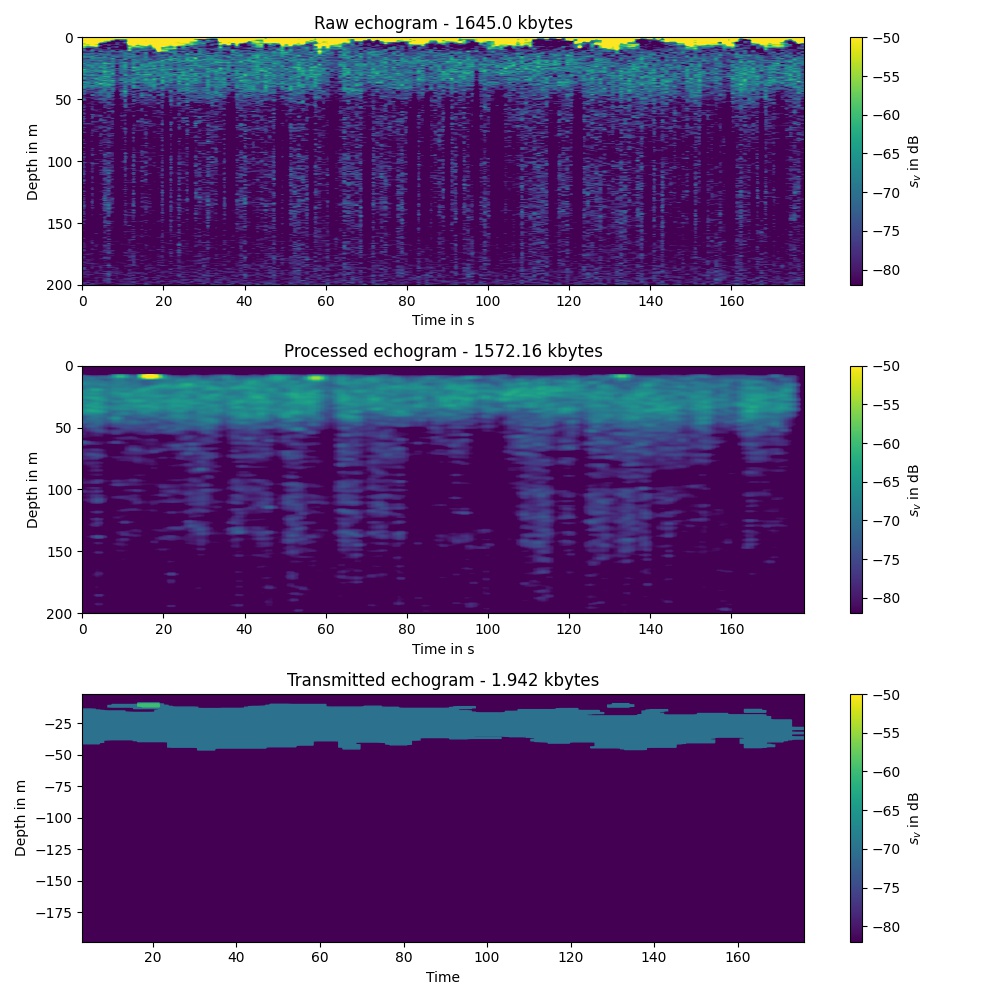 Raw echogram - 1645.0 kbytes
0
50
100
150
200
Depth in m
0 20 40 60 80 100 120 140 160
Time in s
−50
−55
−60
−65
−70
−75
−80
sv in dB
Processed echogram - 1572.16 kbytes
0
50
100
150
200
Depth in m
0 20 40 60 80 100 120 140 160
Time in s
−50
−55
−60
−65
−70
−75
−80
sv in dB
Transmitted echogram - 1.942 kbytes
−25
−50
−75
−100
−125
−150
−175
Depth in m
20 40 60 80 100 120 140 160
Time
−50
−55
−60
−65
−70
−75
−80
sv in dB